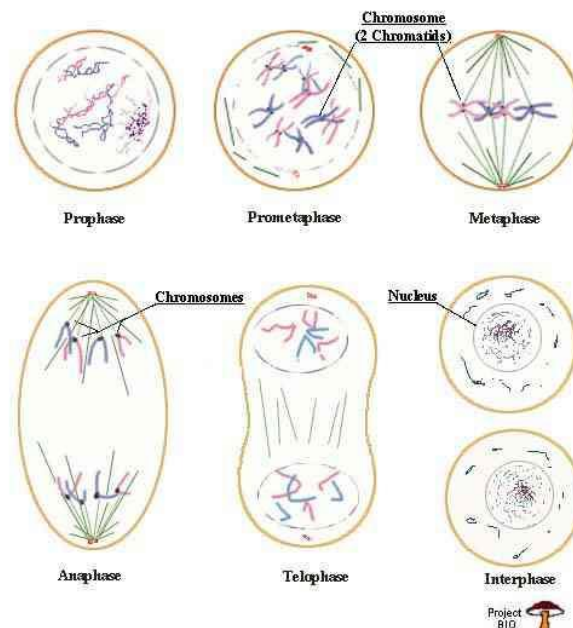 Chromosome
(2 Chromatids)
Prophase
Prometaphase
Metaphase
Chromosomes
Nucleus
Anaphase
Telophase
Interphase
Project
BIO